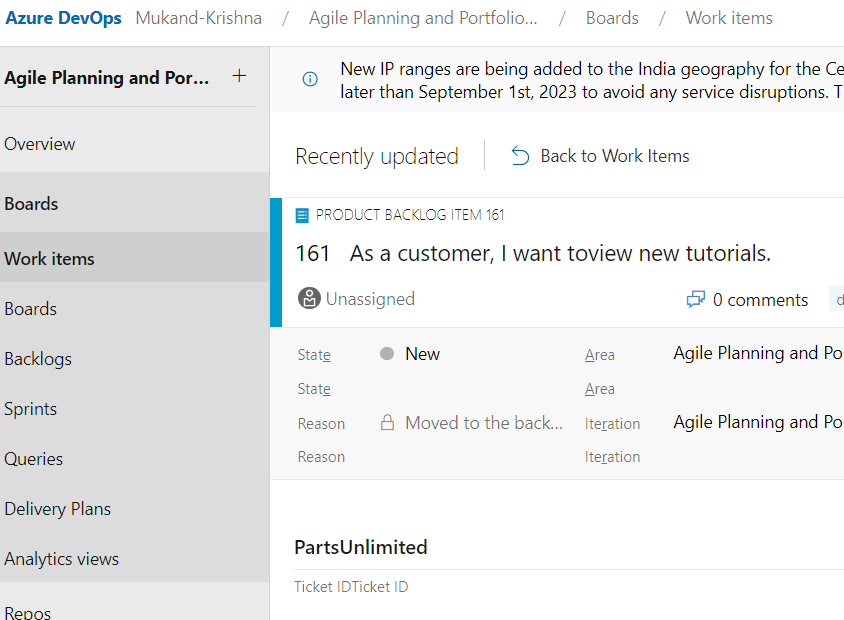 Azure DevOps Mukand-Krishna / Agile Planning and Portfolio... / Boards / Work items
Agile Planning and Por... +
Overview
Boards
Work items
Boards
Backlogs
Sprints
Queries
Delivery Plans
Analytics views
Repos
New IP ranges are being added to the India geography for the Ce
later than September 1st, 2023 to avoid any service disruptions. T
Recently updated Back to Work Items
PRODUCT BACKLOG ITEM 161
161 As a customer, I want toview new tutorials.
Unassigned 0 comments d
State New Area Agile Planning and Po
State Area
Reason Moved to the back... Iteration Agile Planning and Po
Reason Iteration
PartsUnlimited
Ticket IDTicket ID